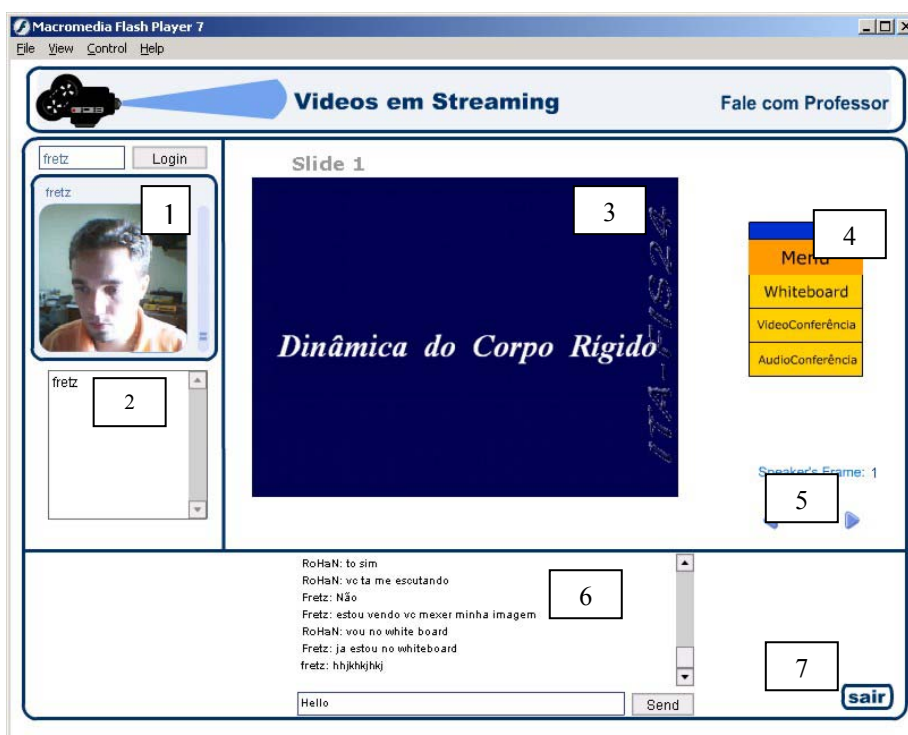 Macromedia Flash Player 7
File View Control Help
Videos em Streaming
Fale com Professor
fretz Login
fretz
1
fretz
2
Slide 1
3
Dinâmica do Corpo Rígido
4
Menu
Whiteboard
VideoConferência
AudioConferência
Speaker's Frame: 1
5
RoHaN: to sim
RoHaN: vc ta me escutando
Fretz: Não
Fretz: estou vendo vc mexer minha imagem
RoHaN: vou no white board
Fretz: ja estou no whiteboard
fretz: hhjkhkjhkj
6
Hello Send
7
sair